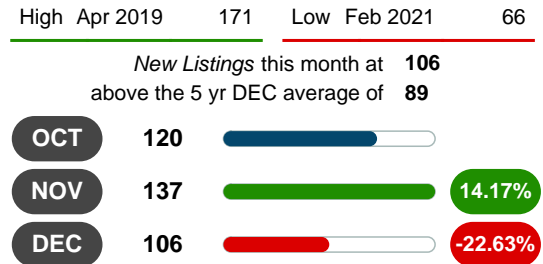 High Apr 2019 171 Low Feb 2021 66
New Listings this month at 106
above the 5 yr DEC average of 89
OCT 120
NOV 137 14.17%
DEC 106 -22.63%